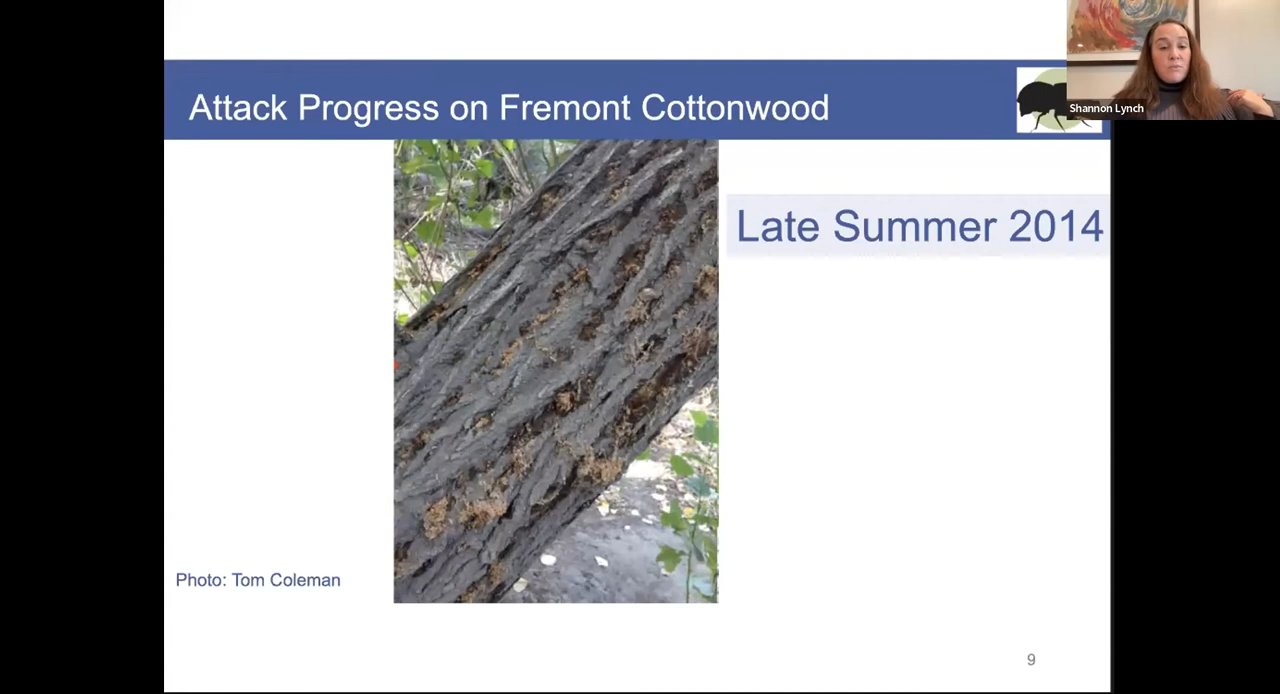 Attack Progress on Fremont Cottonwood
Shannon Lynch
Late Summer 2014
Photo: Tom Coleman
9